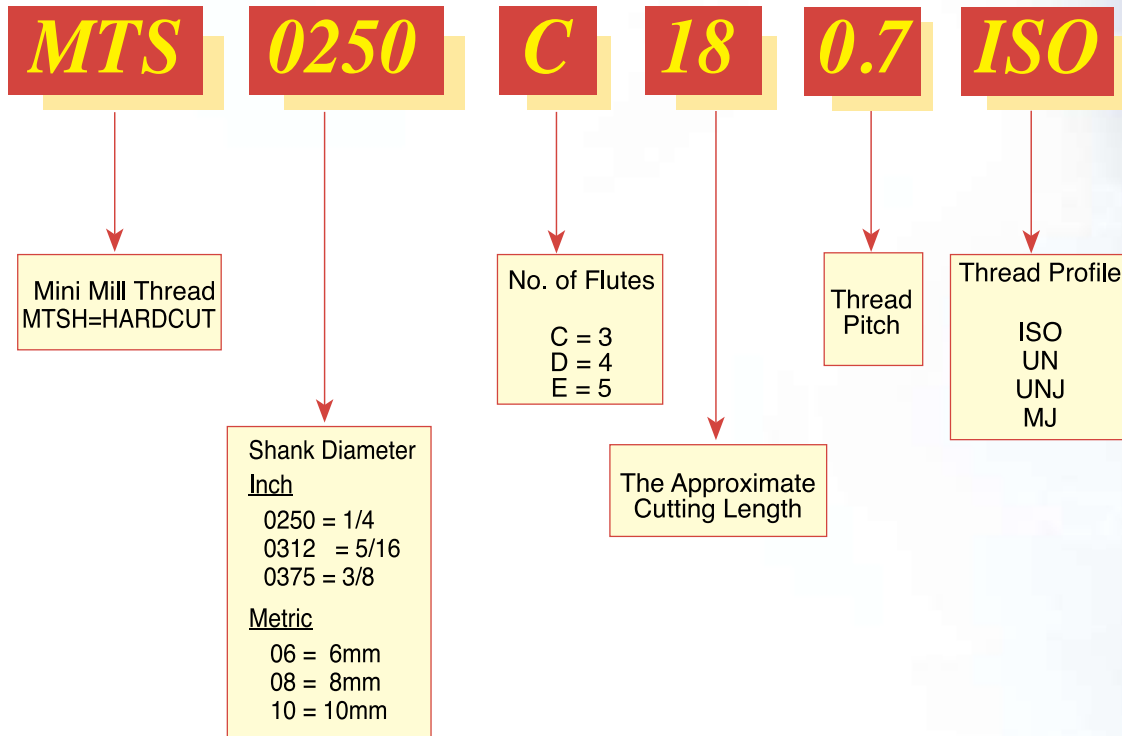 MTS 0250 C 18 0.7 ISO
Mini Mill Thread
MTSH=HARDCUT
Shank Diameter
Inch
0250 = 1/4
0312 = 5/16
0375 = 3/8
Metric
06 = 6mm
08 = 8mm
10 = 10mm
No. of Flutes
C = 3
D = 4
E = 5
The Approximate
Cutting Length
Thread
Pitch
Thread Profile
ISO
UN
UNJ
MJ